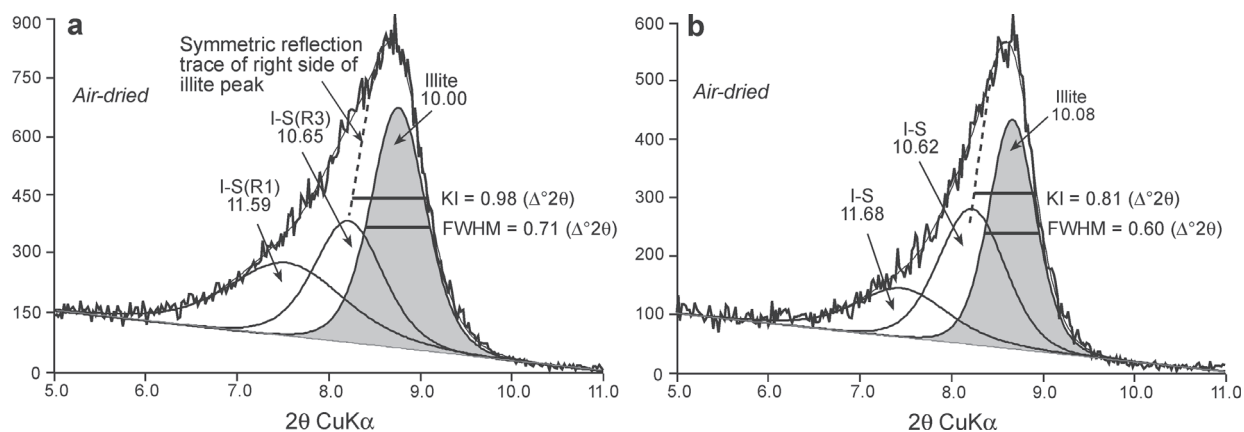 a
900
750
600
450
300
150
0
Air-dried
Symmetric reflection
trace of right side of
illite peak
Illite
10.00
I-S(R3)
10.65
I-S(R1)
11.59
KI = 0.98 (Δ°2θ)
FWHM = 0.71 (Δ°2θ)
5.0 6.0 7.0 8.0 9.0 10.0 11.0
2θ CuKα
b
600
500
400
300
200
100
0
Air-dried
Illite
10.08
I-S
10.62
I-S
11.68
KI = 0.81 (Δ°2θ)
FWHM = 0.60 (Δ°2θ)
5.0 6.0 7.0 8.0 9.0 10.0 11.0
2θ CuKα